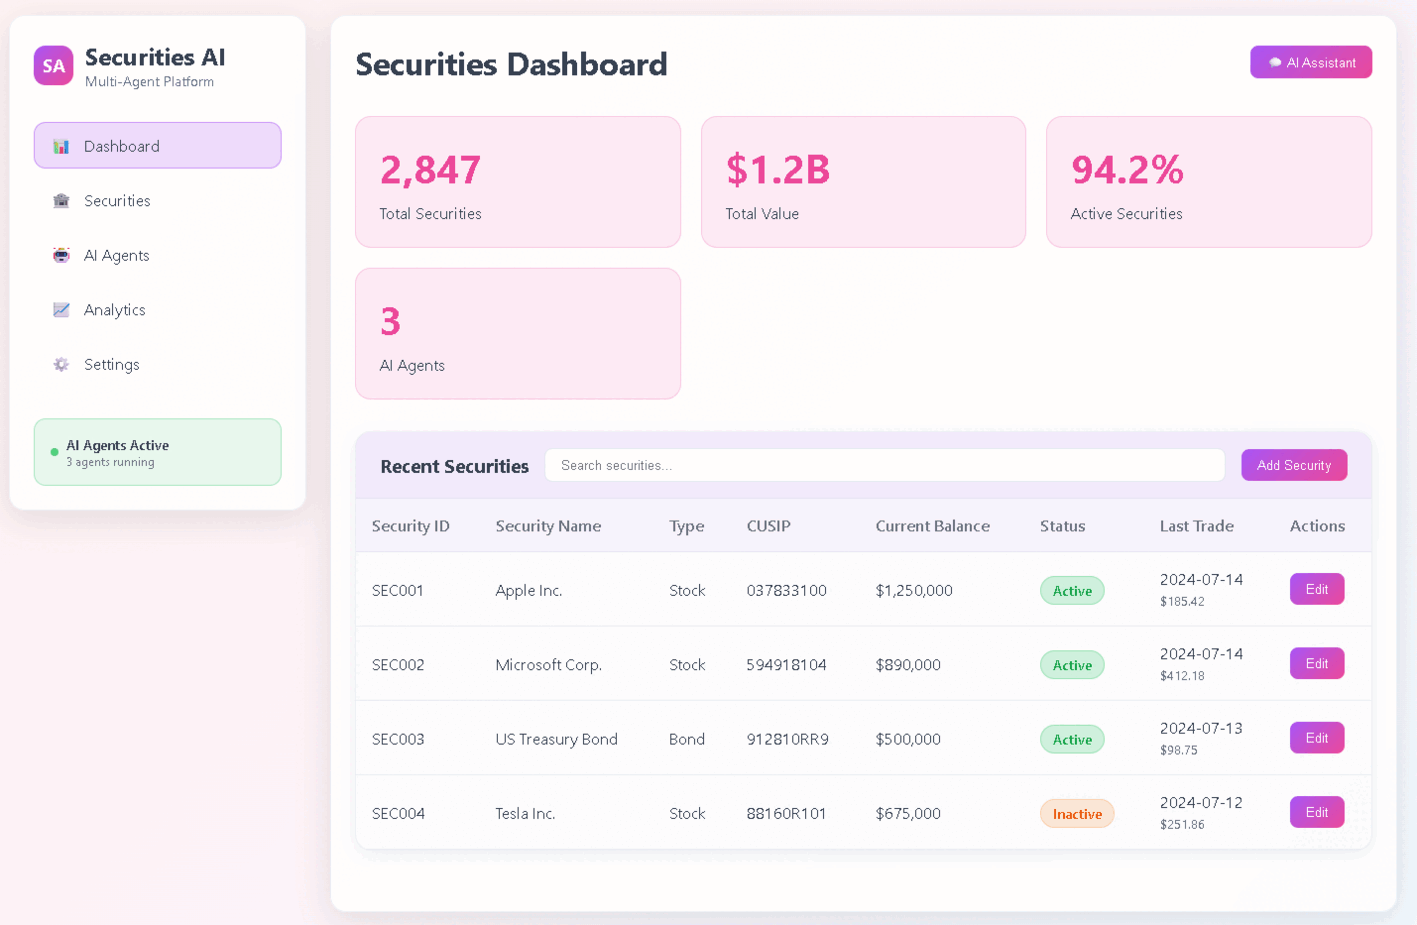 SA
Securities AI
Multi-Agent Platform
Dashboard
Securities
AI Agents
Analytics
Settings
AI Agents Active
3 agents running
Securities Dashboard
AI Assistant
2,847
Total Securities
$1.2B
Total Value
94.2%
Active Securities
3
AI Agents
Recent Securities
Search securities...
Add Security
Security ID Security Name Type CUSIP Current Balance Status Last Trade Actions
SEC001 Apple Inc. Stock 037833100 $1,250,000 Active 2024-07-14 Edit
$185.42
SEC002 Microsoft Corp. Stock 594918104 $890,000 Active 2024-07-14 Edit
$412.18
SEC003 US Treasury Bond Bond 912810RR9 $500,000 Active 2024-07-13 Edit
$98.75
SEC004 Tesla Inc. Stock 88160R101 $675,000 Inactive 2024-07-12 Edit
$251.86